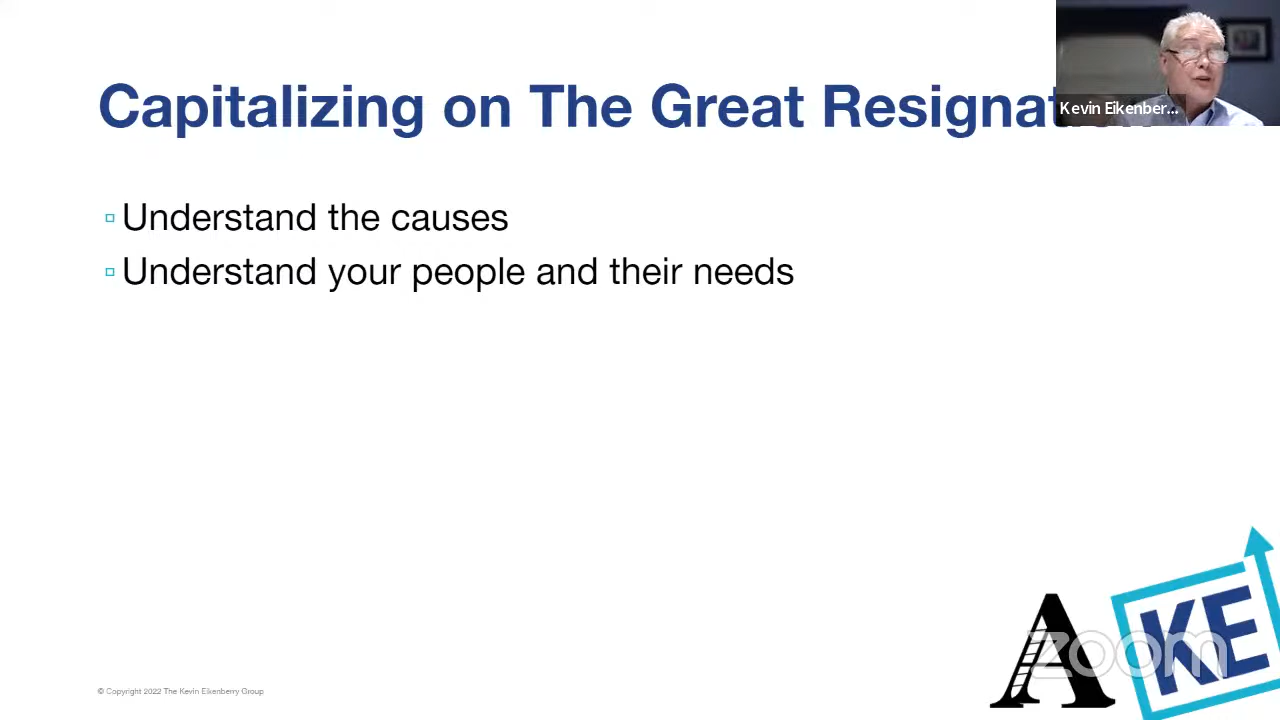 Capitalizing on The Great Resignat
Kevin Eikenber...
Understand the causes
Understand your people and their needs
A
KE
zoom
© Copyright 2022 The Kevin Eikenberry Group